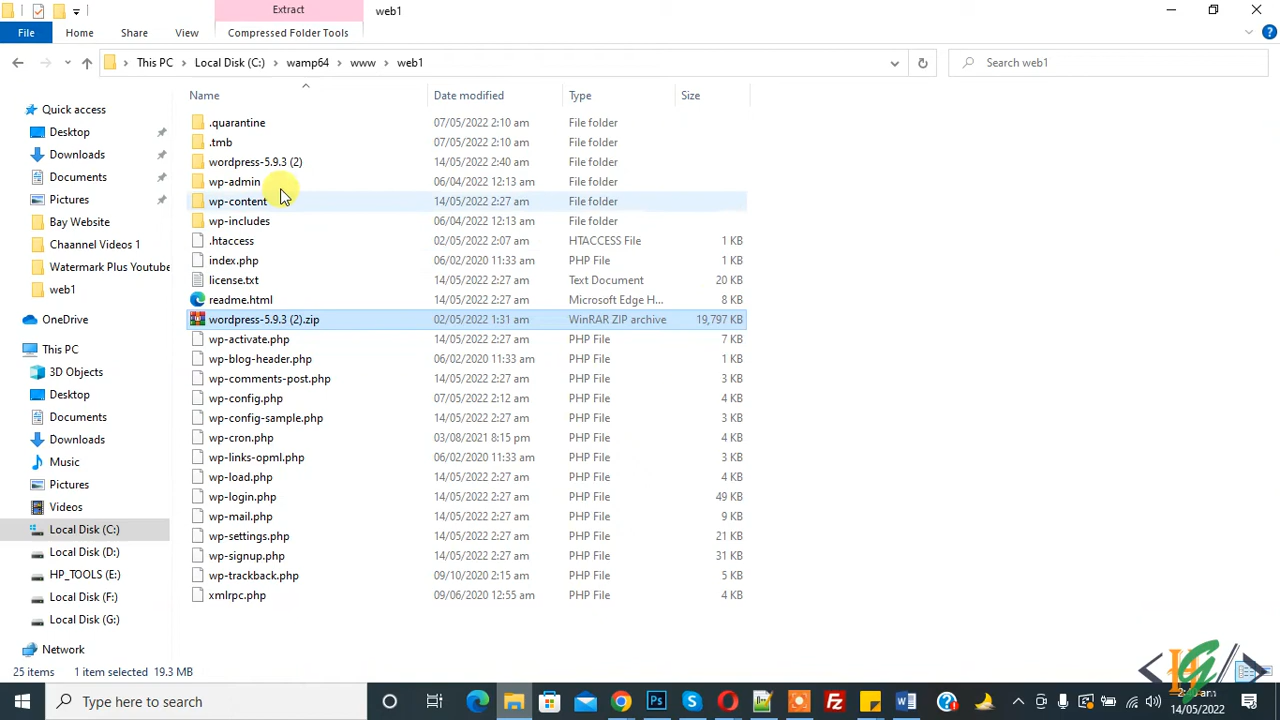 Extract
web1
File
Home
Share
View
Compressed Folder Tools
This PC
Local Disk (C:)
wamp64
www
web1
Search web1
Name
Date modified
Type
Size
Quick access
Desktop
Downloads
Documents
Pictures
Bay Website
Chaannel Videos 1
Watermark Plus Youtube
web1
OneDrive
This PC
3D Objects
Desktop
Documents
Downloads
Music
Pictures
Videos
Local Disk (C:)
Local Disk (D:)
HP_TOOLS (E:)
Local Disk (F:)
Local Disk (G:)
Network
.quarantine 07/05/2022 2:10 am File folder
.tmb 07/05/2022 2:10 am File folder
wordpress-5.9.3 (2) 14/05/2022 2:40 am File folder
wp-admin 06/04/2022 12:13 am File folder
wp-content 14/05/2022 2:27 am File folder
wp-includes 06/04/2022 12:13 am File folder
.htaccess 02/05/2022 2:07 am HTACCESS File 1 KB
index.php 06/02/2020 11:33 am PHP File 1 KB
license.txt 14/05/2022 2:27 am Text Document 20 KB
readme.html 14/05/2022 2:27 am Microsoft Edge H... 8 KB
wordpress-5.9.3 (2).zip 02/05/2022 1:31 am WinRAR ZIP archive 19,797 KB
wp-activate.php 14/05/2022 2:27 am PHP File 7 KB
wp-blog-header.php 06/02/2020 11:33 am PHP File 1 KB
wp-comments-post.php 14/05/2022 2:27 am PHP File 3 KB
wp-config.php 07/05/2022 2:12 am PHP File 4 KB
wp-config-sample.php 14/05/2022 2:27 am PHP File 3 KB
wp-cron.php 03/08/2021 8:15 pm PHP File 4 KB
wp-links-opml.php 06/02/2020 11:33 am PHP File 3 KB
wp-load.php 14/05/2022 2:27 am PHP File 4 KB
wp-login.php 14/05/2022 2:27 am PHP File 49 KB
wp-mail.php 14/05/2022 2:27 am PHP File 9 KB
wp-settings.php 14/05/2022 2:27 am PHP File 21 KB
wp-signup.php 14/05/2022 2:27 am PHP File 31 KB
wp-trackback.php 09/10/2020 2:15 am PHP File 5 KB
xmlrpc.php 09/06/2020 12:55 am PHP File 4 KB
25 items 1 item selected 19.3 MB
Type here to search
14/05/2022